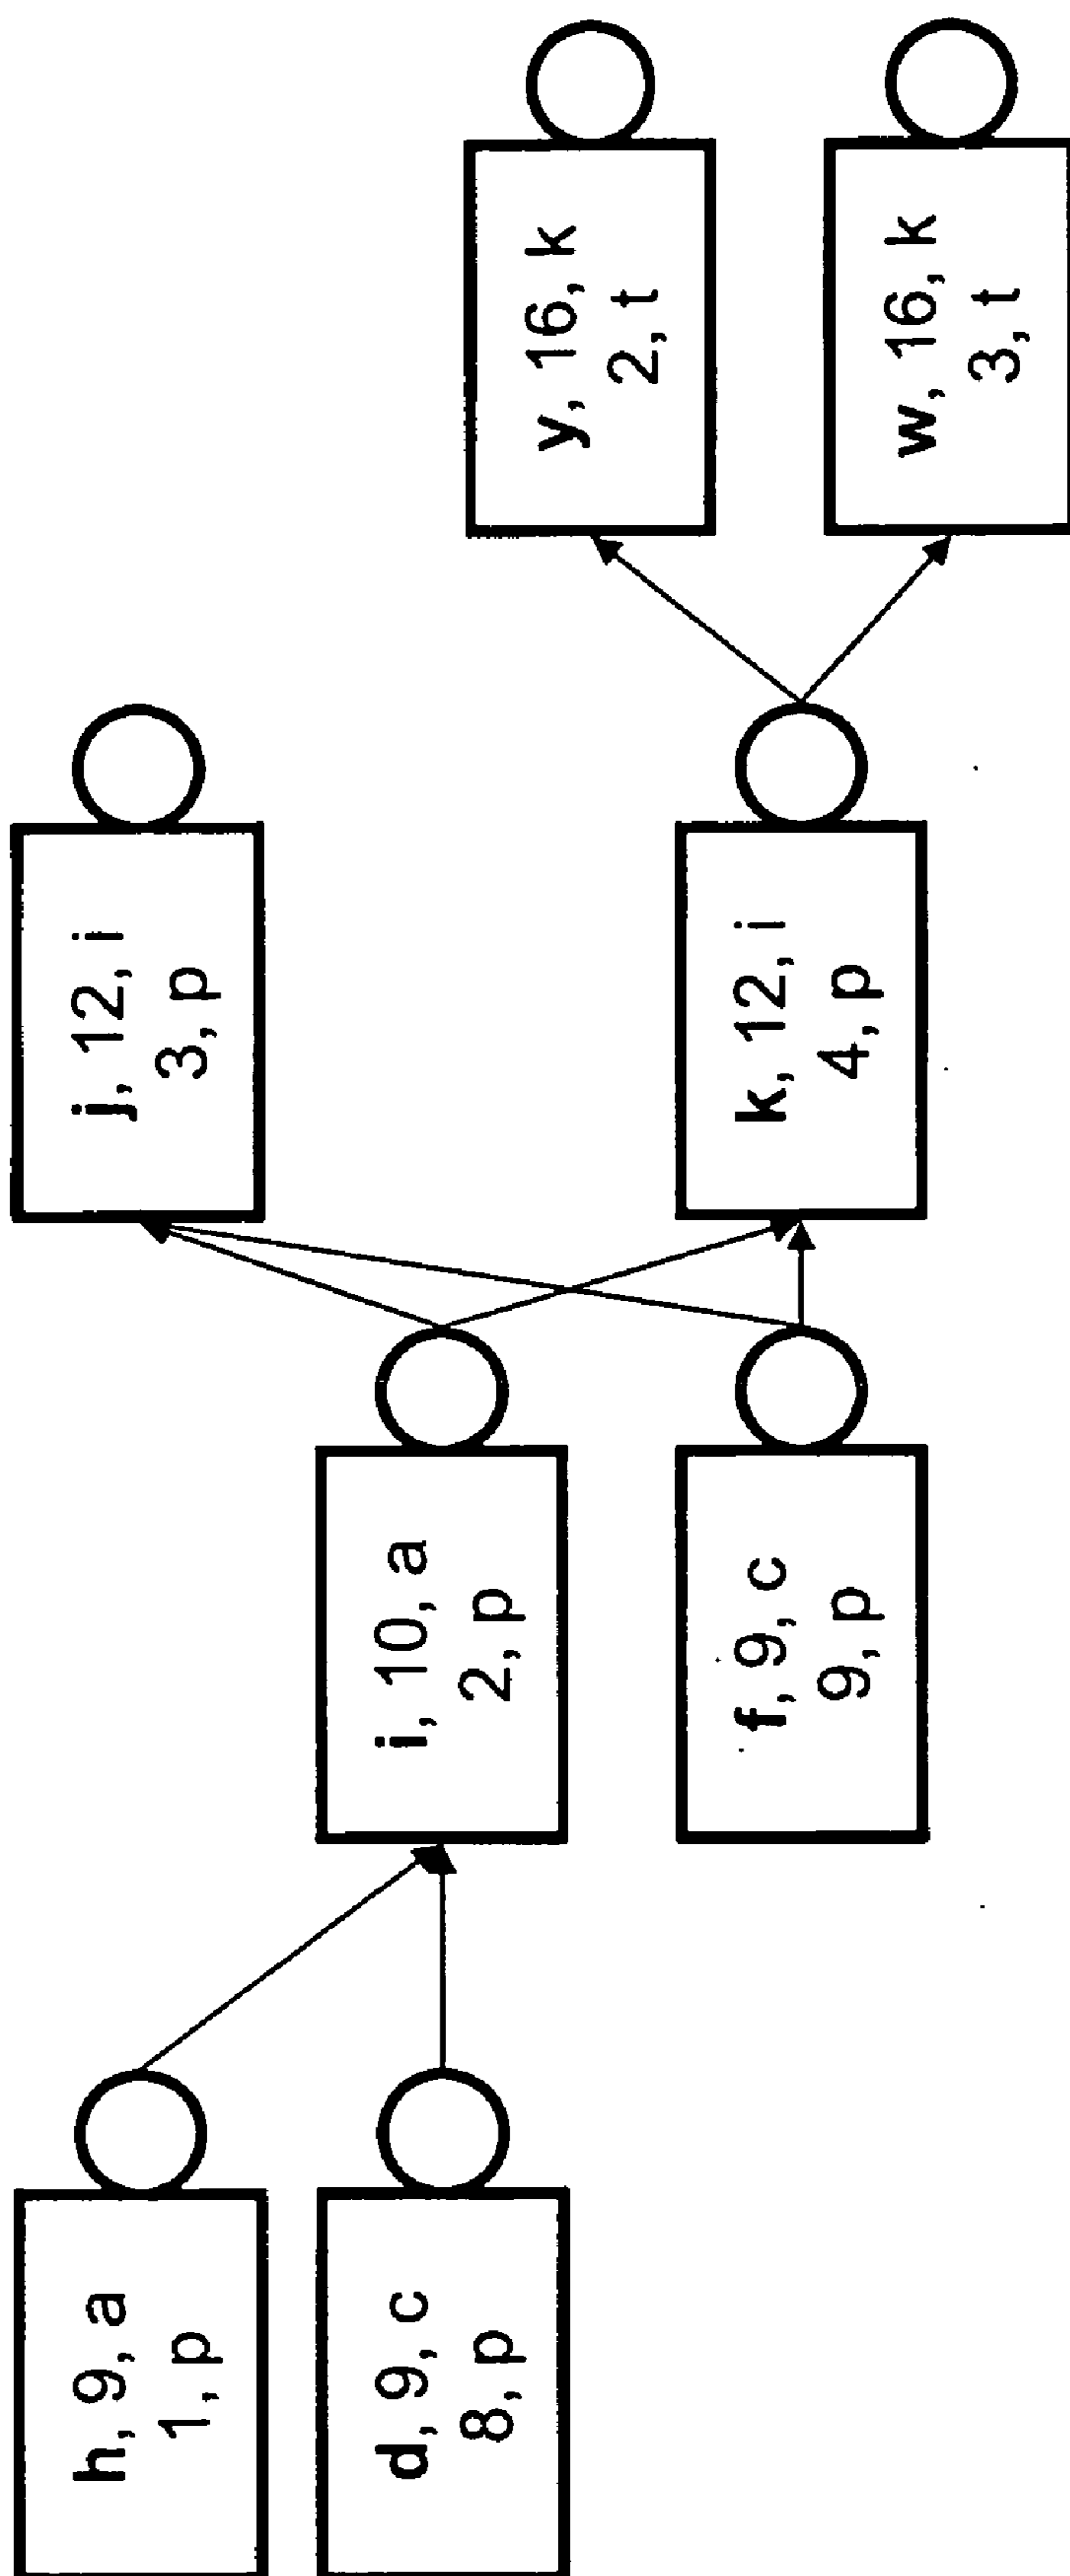 h, 9, a
1, p
d, 9, c
8, p
i, 10, a
2, p
f, 9, c
9, p
j, 12, i
3, p
k, 12, i
4, p
y, 16, k
2, t
w, 16, k
3, t